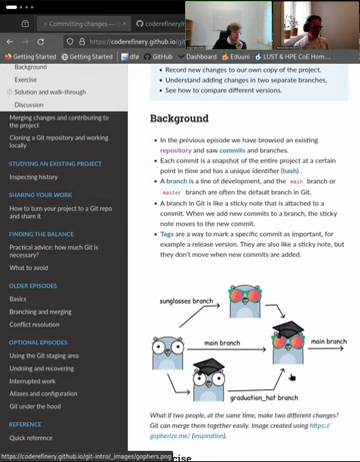 Committing changes —
coderefinery/
https://coderefinery.github.io/gi
Getting Started
Getting Started
dfa
GitHub
Dashboard
Eduuni
LUST & HPE CoE Hom
Background
Exercise
Solution and walk-through
Discussion
Merging changes and contributing to
the project
Cloning a Git repository and working
locally
STUDYING AN EXISTING PROJECT
Inspecting history
SHARING YOUR WORK
How to turn your project to a Git repo
and share it
FINDING THE BALANCE
Practical advice: how much Git is
necessary?
What to avoid
OLDER EPISODES
Basics
Branching and merging
Conflict resolution
OPTIONAL EPISODES
Using the Git staging area
Undoing and recovering
Interrupted work
Aliases and configuration
Git under the hood
REFERENCE
Quick reference
Record new changes to our own copy of the project.
Understand adding changes in two separate branches.
See how to compare different versions.
Background
In the previous episode we have browsed an existing
repository and saw commits and branches.
Each commit is a snapshot of the entire project at a certain
point in time and has a unique identifier (hash) .
A branch is a line of development, and the main branch or
master branch are often the default branch in Git.
A branch in Git is like a sticky note that is attached to a
commit. When we add new commits to a branch, the sticky
note moves to the new commit.
Tags are a way to mark a specific commit as important, for
example a release version. They are also like a sticky note, but
they don't move when new commits are added.
sunglasses branch
main branch
main branch
graduation_hat branch
What if two people, at the same time, make two different changes?
Git can merge them together easily. Image created using https://
gopherize.me/ (inspiration).
cise
https://coderefinery.github.io/git-intro/_images/gophers.png